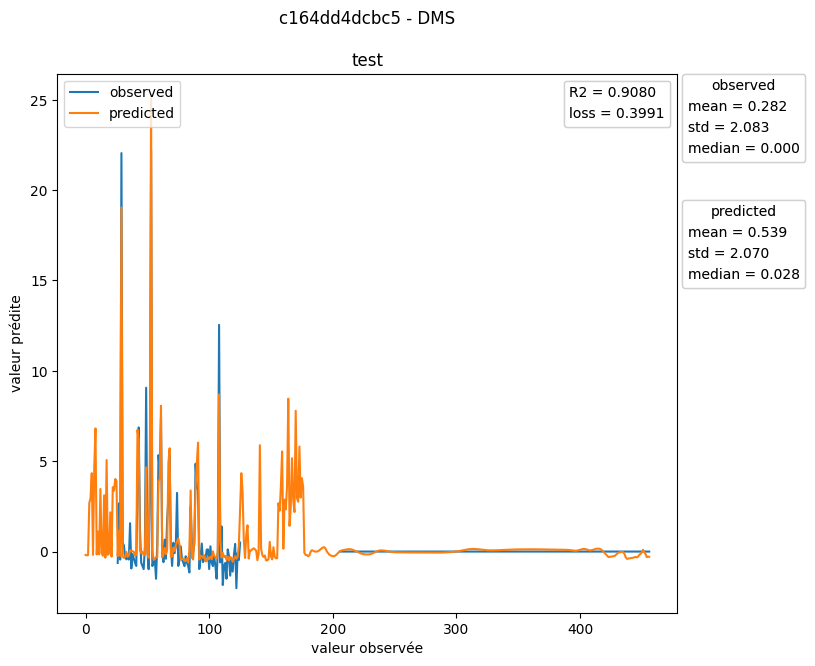 c164dd4dcbc5 - DMS
test
observed
predicted
R2 = 0.9080
loss = 0.3991
observed
mean = 0.282
std = 2.083
median = 0.000
predicted
mean = 0.539
std = 2.070
median = 0.028
valeur prédite
25
20
15
10
5
0
0 100 200 300 400
valeur observée